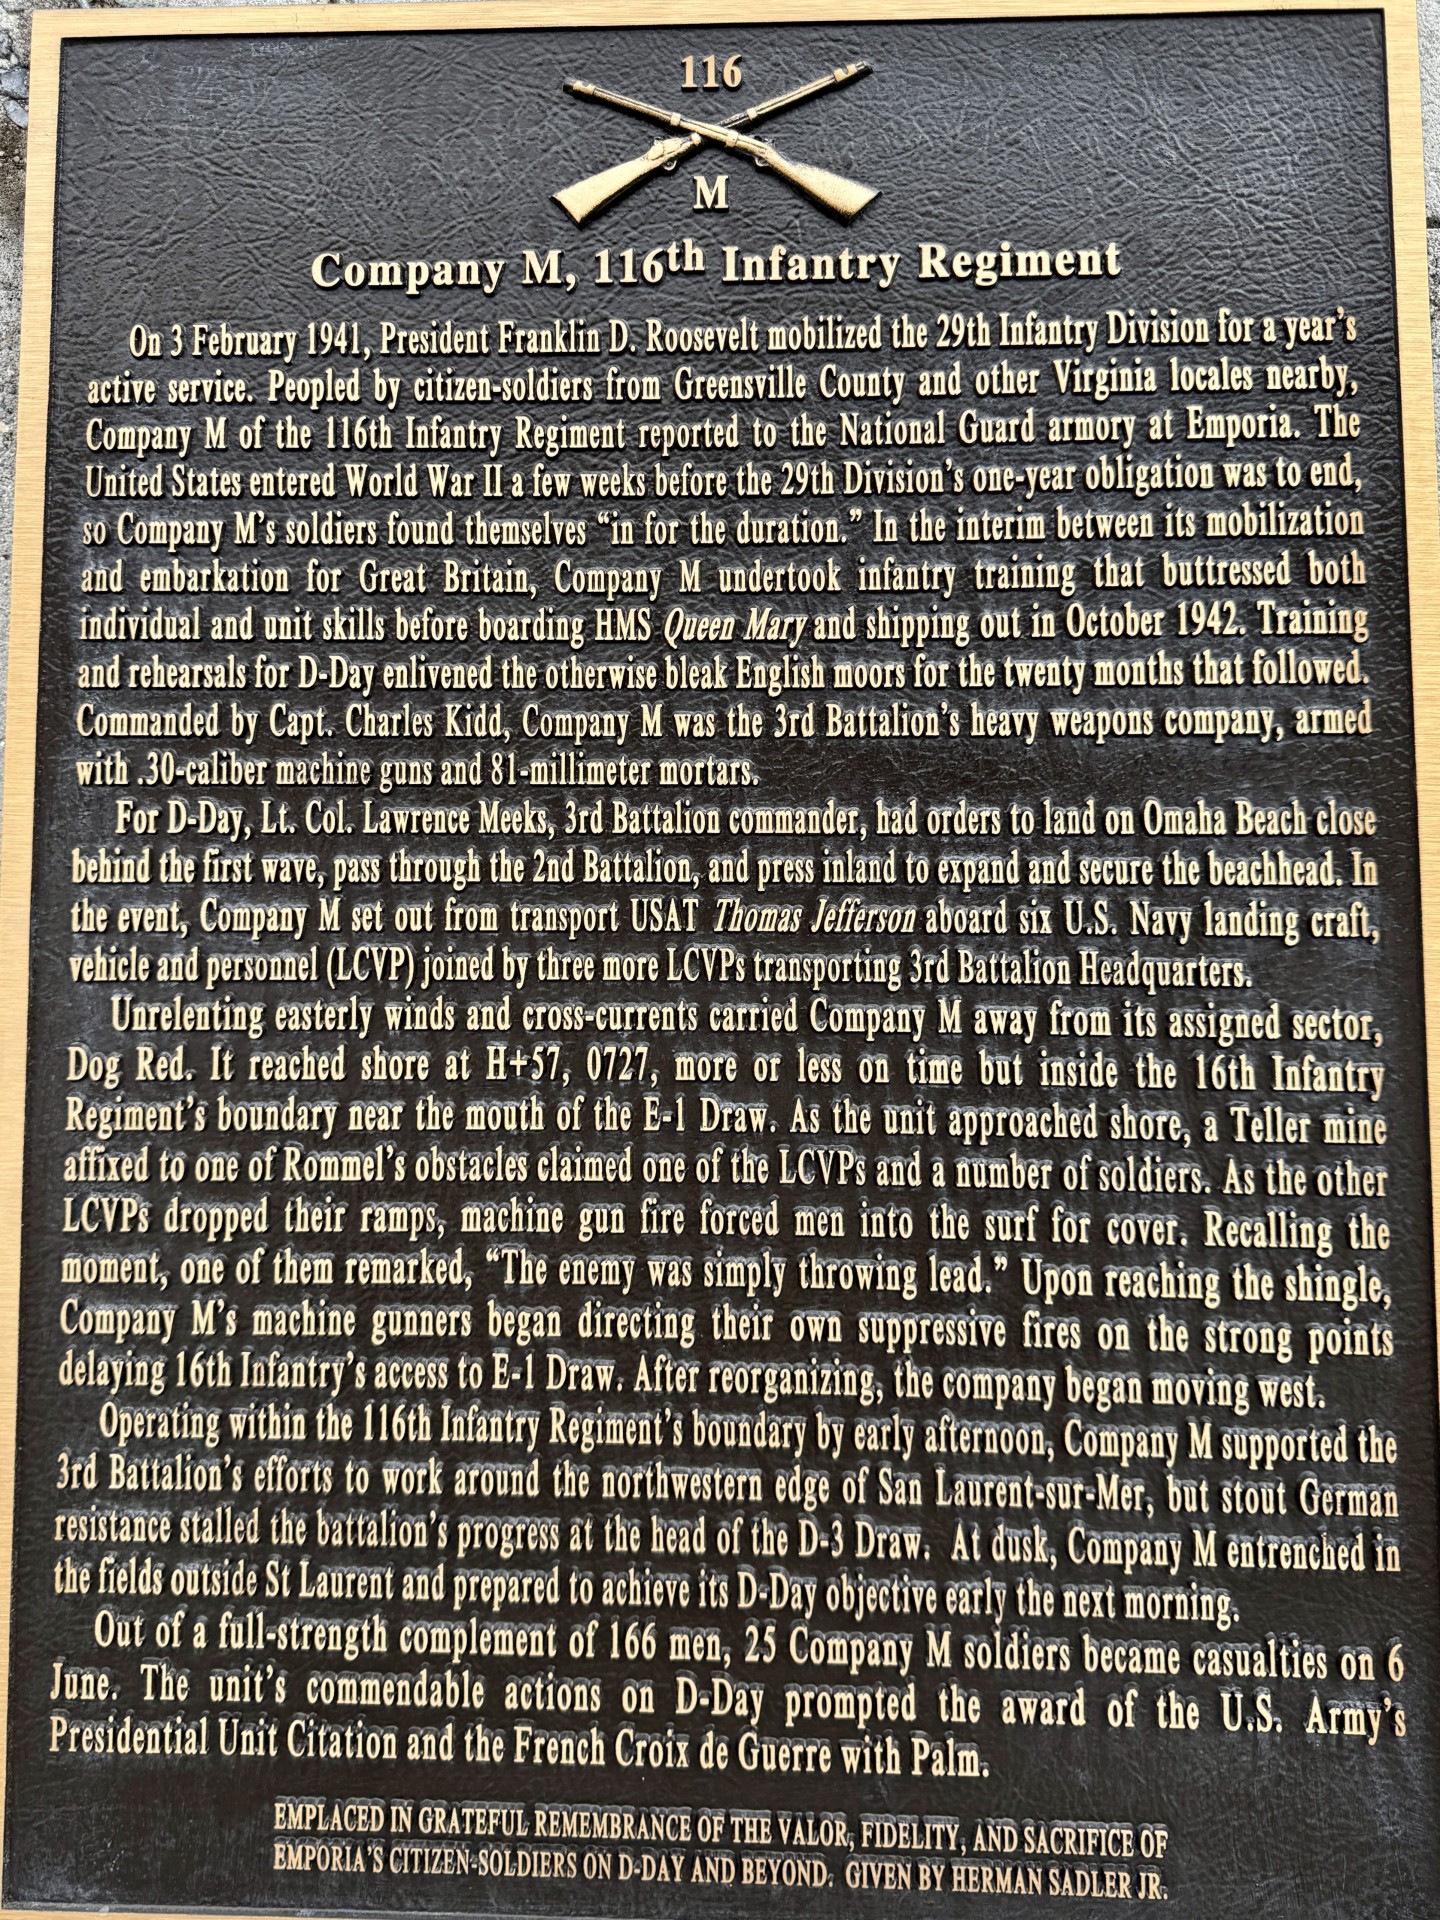 116
M
Company M, 116th Infantry Regiment
On 3 February 1941, President Franklin D. Roosevelt mobilized the 29th Infantry Division for a year's
active service. Peopled by citizen-soldiers from Greensville County and other Virginia locales nearby,
Company M of the 116th Infantry Regiment reported to the National Guard armory at Emporia. The
United States entered World War II a few weeks before the 29th Division's one-year obligation was to end,
so Company M's soldiers found themselves “in for the duration.” In the interim between its mobilization
and embarkation for Great Britain, Company M undertook infantry training that buttressed both
individual and unit skills before boarding HMS Queen Mary and shipping out in October 1942. Training
and rehearsals for D-Day enlivened the otherwise bleak English moors for the twenty months that followed.
Commanded by Capt. Charles Kidd, Company M was the 3rd Battalion's heavy weapons company, armed
with .30-caliber machine guns and 81-millimeter mortars.
For D-Day, Lt. Col. Lawrence Meeks, 3rd Battalion commander, had orders to land on Omaha Beach close
behind the first wave, pass through the 2nd Battalion, and press inland to expand and secure the beachhead. In
the event, Company M set out from transport USAT Thomas Jefferson aboard six U.S. Navy landing craft,
vehicle and personnel (LCVP) joined by three more LCVPs transporting 3rd Battalion Headquarters.
Unrelenting easterly winds and cross-currents carried Company M away from its assigned sector,
Dog Red. It reached shore at H+57, 0727, more or less on time but inside the 16th Infantry
Regiment's boundary near the mouth of the E-1 Draw. As the unit approached shore, a Teller mine
affixed to one of Rommel's obstacles claimed one of the LCVPs and a number of soldiers. As the other
LCVPs dropped their ramps, machine gun fire forced men into the surf for cover. Recalling the
moment, one of them remarked, “The enemy was simply throwing lead.” Upon reaching the shingle,
Company M's machine gunners began directing their own suppressive fires on the strong points
delaying 16th Infantry's access to E-1 Draw. After reorganizing, the company began moving west.
Operating within the 116th Infantry Regiment's boundary by early afternoon, Company M supported the
3rd Battalion's efforts to work around the northwestern edge of San Laurent-sur-Mer, but stout German
resistance stalled the battalion's progress at the head of the D-3 Draw. At dusk, Company M entrenched in
the fields outside St Laurent and prepared to achieve its D-Day objective early the next morning.
Out of a full-strength complement of 166 men, 25 Company M soldiers became casualties on 6
June. The unit's commendable actions on D-Day prompted the award of the U.S. Army's
Presidential Unit Citation and the French Croix de Guerre with Palm.
EMPLACED IN GRATEFUL REMEMBRANCE OF THE VALOR, FIDELITY, AND SACRIFICE OF
EMPORIA'S CITIZEN-SOLDIERS ON D-DAY AND BEYOND. GIVEN BY HERMAN SADLER JR.